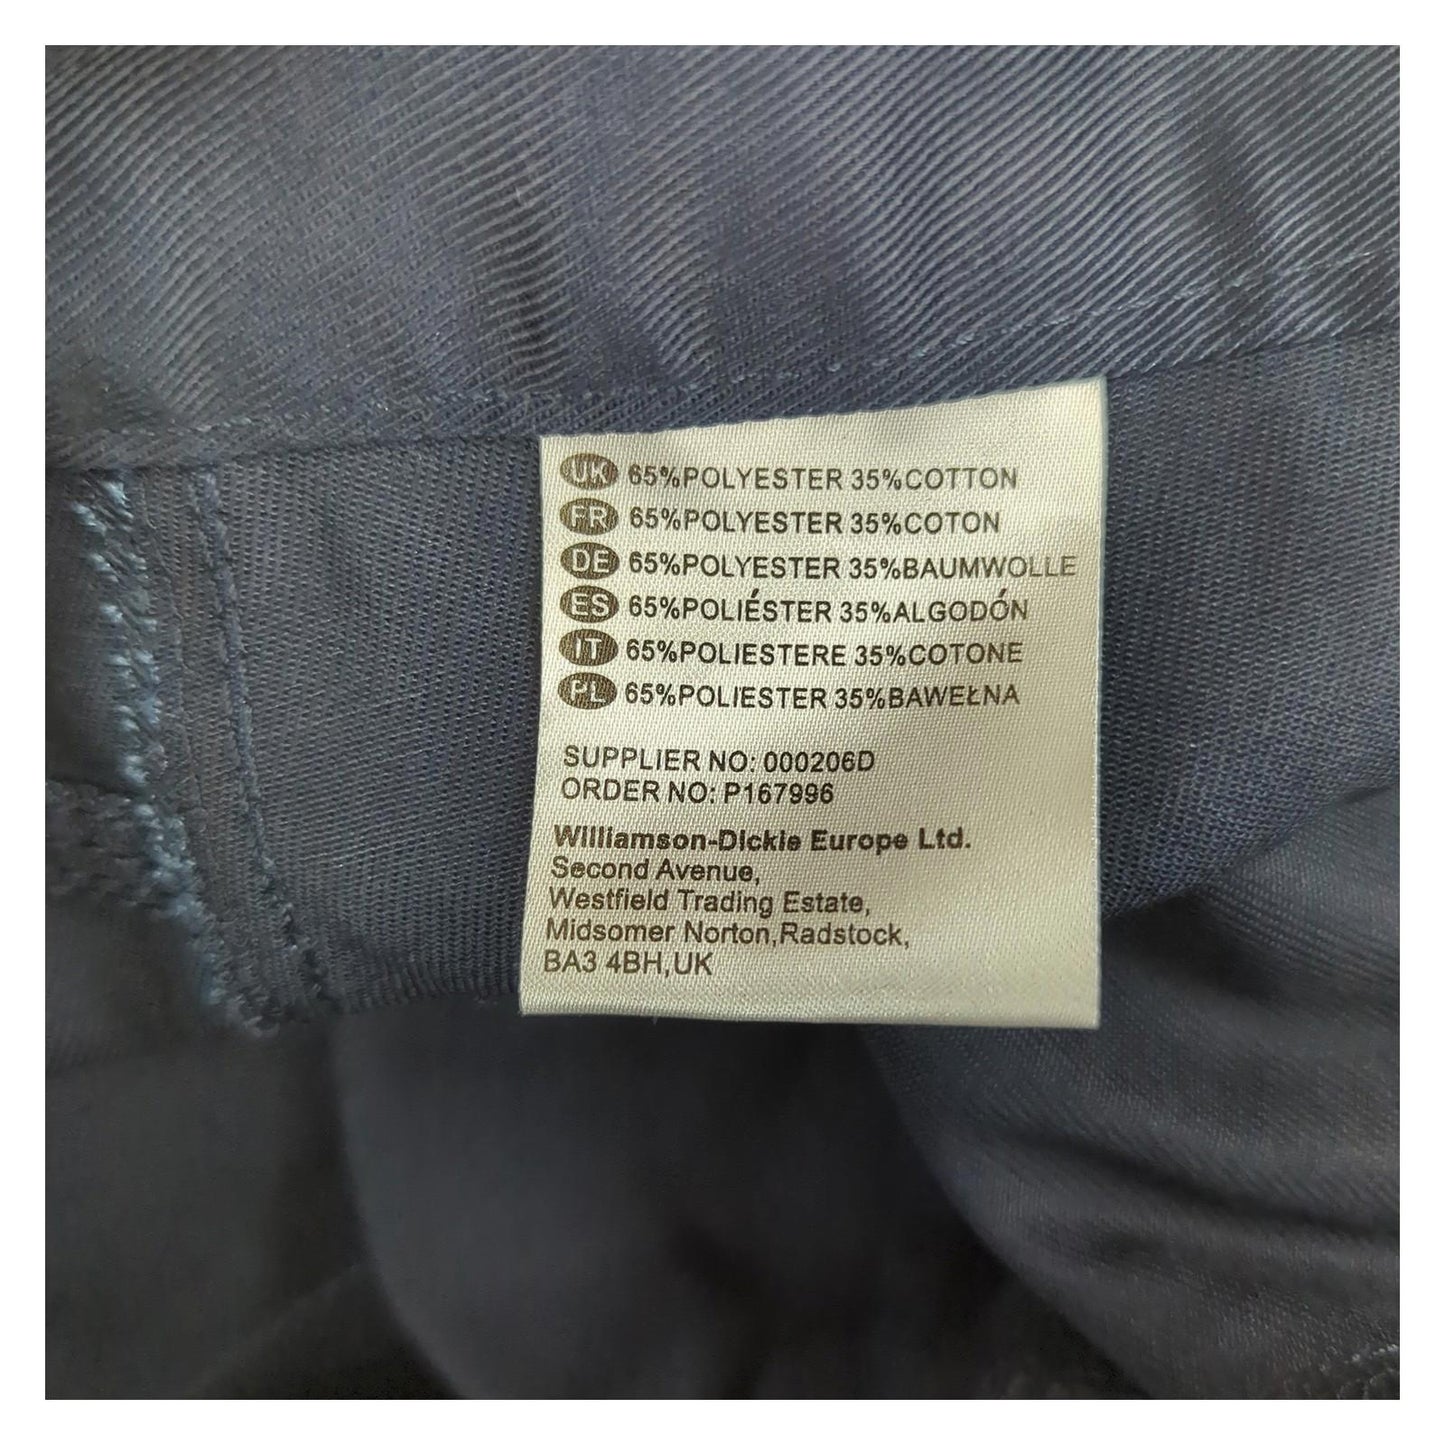 UK 65%POLYESTER 35%COTTON
FR 65%POLYESTER 35%COTON
DE 65%POLYESTER 35%BAUMWOLLE
ES 65%POLIÉSTER 35%ALGODÓN
IT 65%POLIESTERE 35%COTONE
PL 65%POLIESTER 35%BAWEŁNA
SUPPLIER NO: 000206D
ORDER NO: P167996
Williamson-Dickie Europe Ltd.
Second Avenue,
Westfield Trading Estate,
Midsomer Norton,Radstock,
BA3 4BH,UK